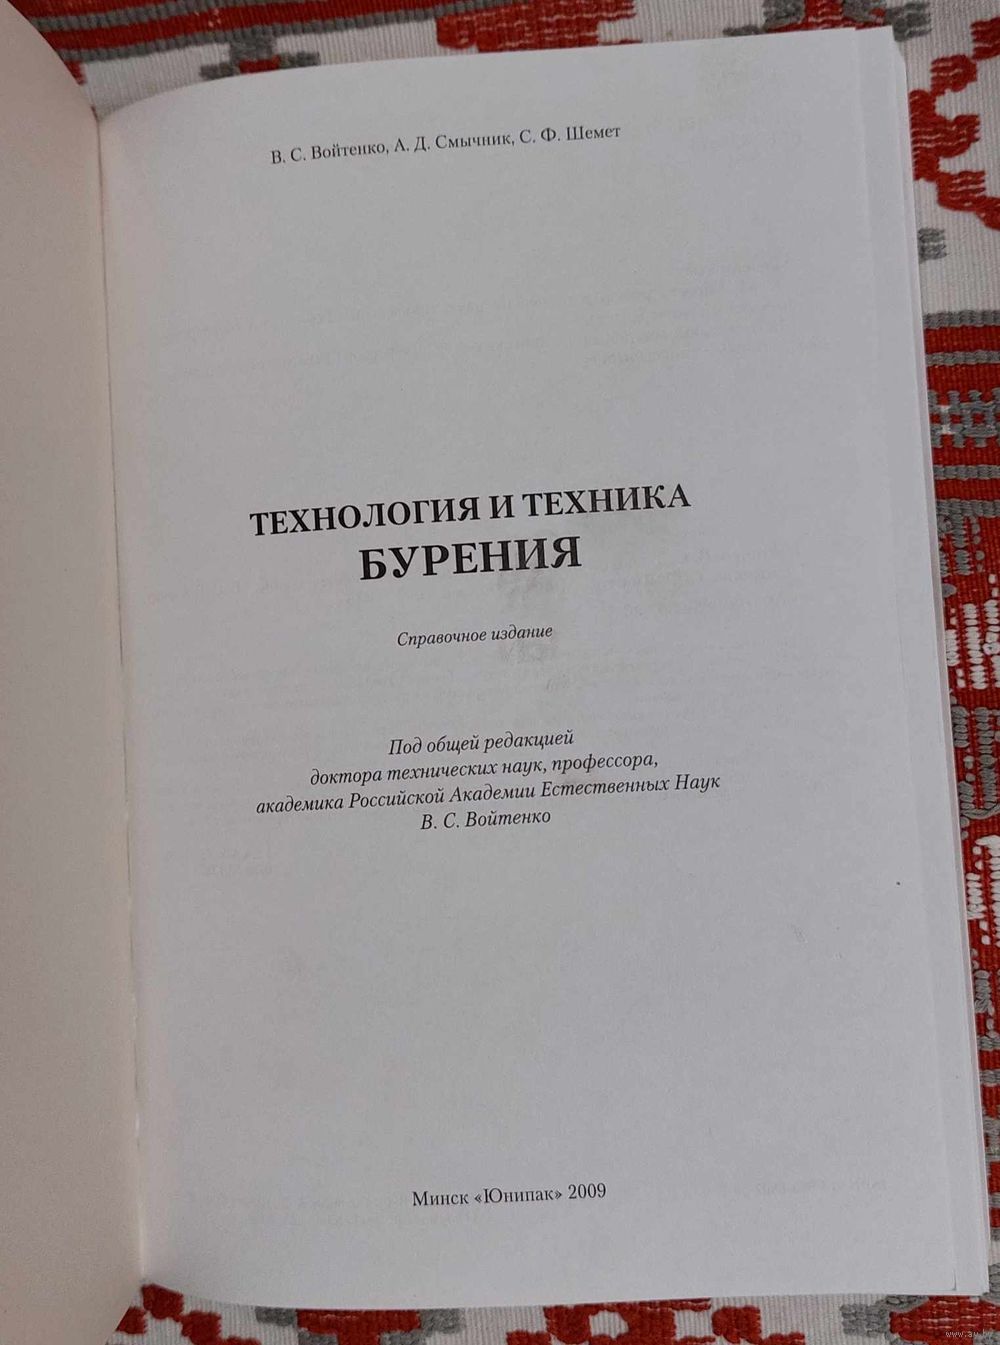 В. С. Войтенко, А. Д. Смычник, С. Ф. Шемет
ТЕХНОЛОГИЯ И ТЕХНИКА
БУРЕНИЯ
Справочное издание
Под общей редакцией
доктора технических наук, профессора,
академика Российской Академии Естественных Наук
В. С. Войтенко
Минск «Юнипак» 2009